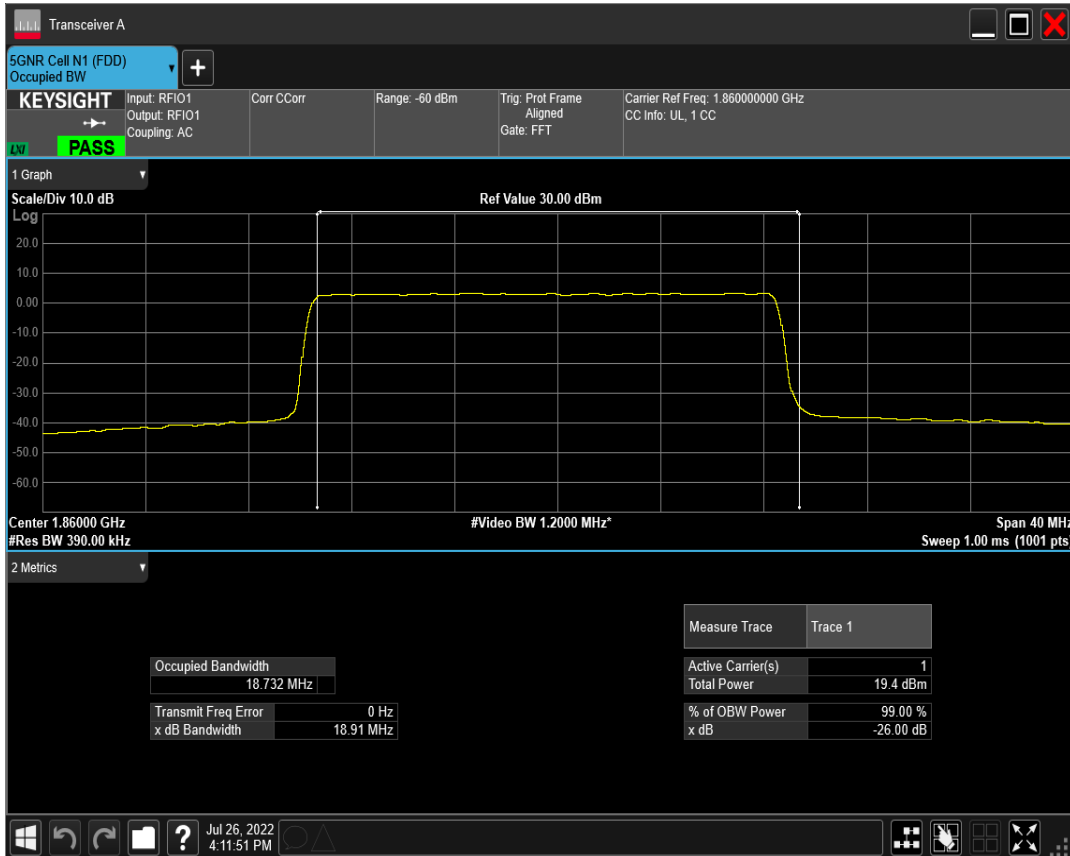 Transceiver A
5GNR Cell N1 (FDD)
Occupied BW
+
KEYSIGHT
LXI
PASS
Input: RFIO1
Output: RFIO1
Coupling: AC
Corr CCorr
Range: -60 dBm
Trig: Prot Frame
Aligned
Gate: FFT
Carrier Ref Freq: 1.860000000 GHz
CC Info: UL, 1 CC
1 Graph
Scale/Div 10.0 dB
Ref Value 30.00 dBm
Log
20.0
10.0
0.00
-10.0
-20.0
-30.0
-40.0
-50.0
-60.0
Center 1.86000 GHz
#Video BW 1.2000 MHz*
Span 40 MHz
#Res BW 390.00 kHz
Sweep 1.00 ms (1001 pts)
2 Metrics
Measure Trace Trace 1
Occupied Bandwidth
18.732 MHz
Active Carrier(s) 1
Total Power 19.4 dBm
Transmit Freq Error 0 Hz
x dB Bandwidth 18.91 MHz
% of OBW Power 99.00 %
x dB -26.00 dB
?
Jul 26, 2022
4:11:51 PM